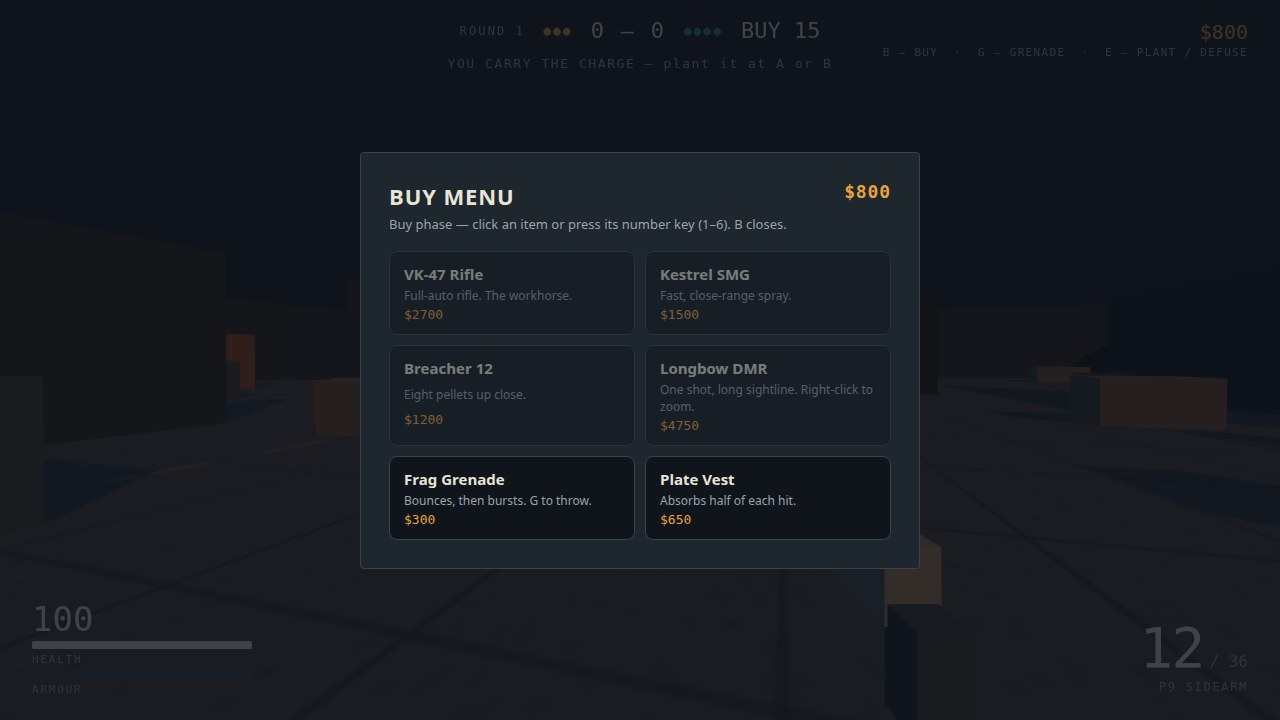 ROUND 1 0 — 0 BUY 15
YOU CARRY THE CHARGE — plant it at A or B
$800
B — BUY · G — GRENADE · E — PLANT / DEFUSE
BUY MENU
$800
Buy phase — click an item or press its number key (1–6). B closes.
VK-47 Rifle
Full-auto rifle. The workhorse.
$2700
Kestrel SMG
Fast, close-range spray.
$1500
Breacher 12
Eight pellets up close.
$1200
Longbow DMR
One shot, long sightline. Right-click to
zoom.
$4750
Frag Grenade
Bounces, then bursts. G to throw.
$300
Plate Vest
Absorbs half of each hit.
$650
100
HEALTH
ARMOUR
12 / 36
P9 SIDEARM